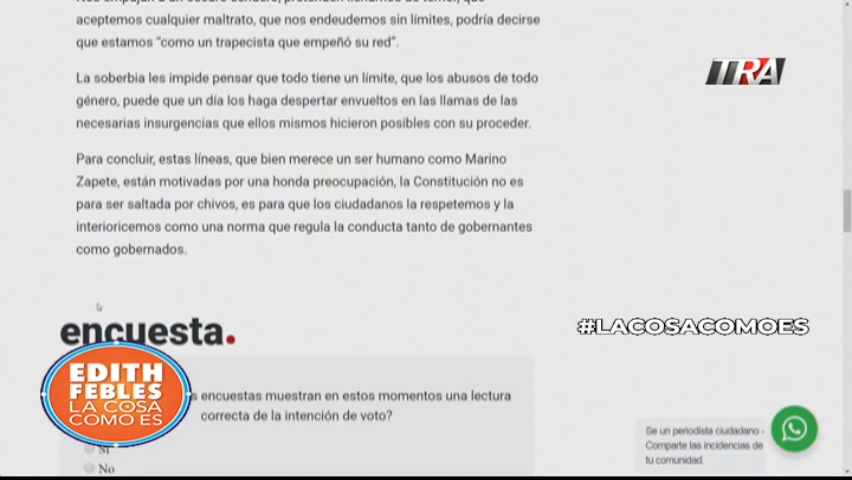 aceptemos cualquier maltrato, que nos endeudemos sin límites, podría decirse
que estamos “como un trapecista que empeñó su red”.
La soberbia les impide pensar que todo tiene un límite, que los abusos de todo
género, puede que un día los haga despertar envueltos en las llamas de las
necesarias insurgencias que ellos mismos hicieron posibles con su proceder.
Para concluir, estas líneas, que bien merece un ser humano como Marino
Zapete, están motivadas por una honda preocupación, la Constitución no es
para ser saltada por chivos, es para que los ciudadanos la respetemos y la
interioricemos como una norma que regula la conducta tanto de gobernantes
como gobernados.
TRA
encuesta.
#LACOSACOMOES
EDITH
FEBLES
LA COSA
COMO ES
encuestas muestran en estos momentos una lectura
correcta de la intención de voto?
Si
No
Se un periodista ciudadano -
Comparte las incidencias de
tu comunidad.